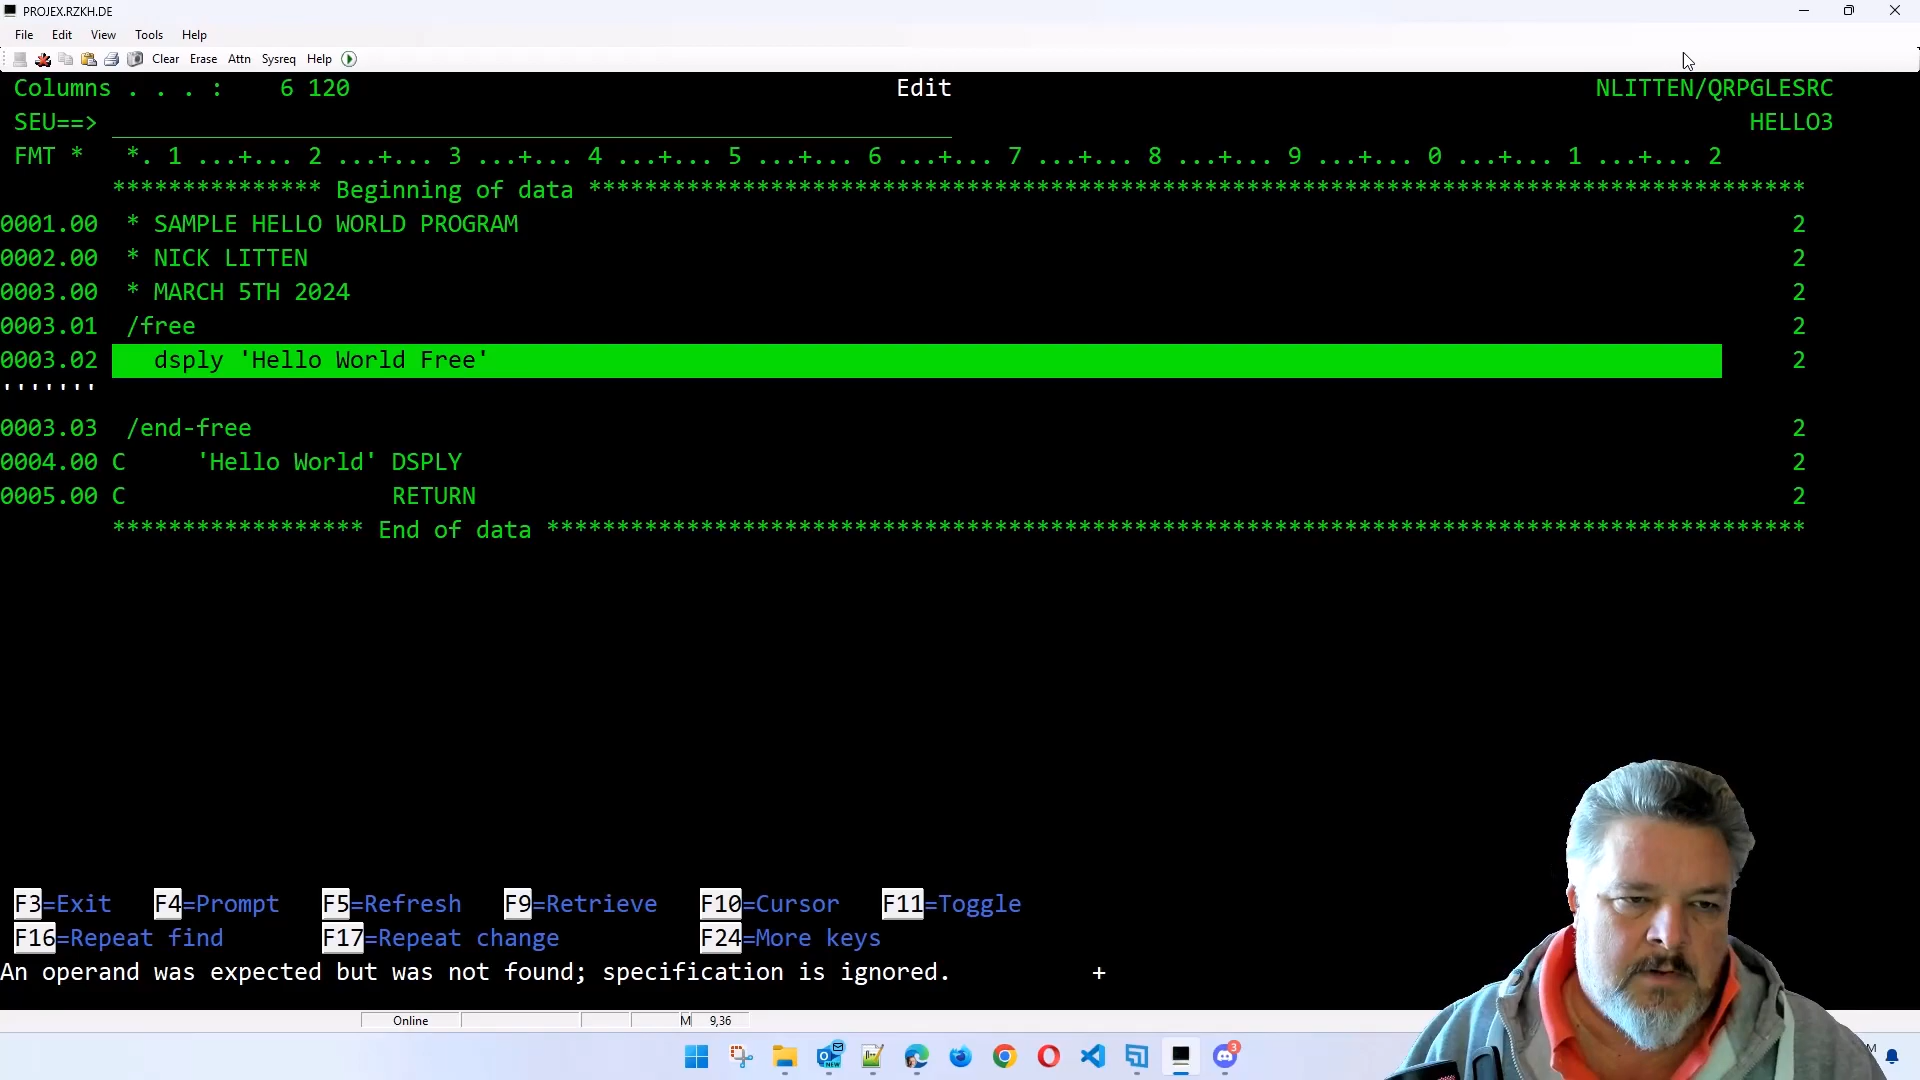 PROJEX.RZKH.DE
File Edit View Tools Help
Clear Erase Attn Sysreq Help
Columns . . . : 6 120 Edit NLITTEN/QRPGLESRC
SEU==> HELLO3
FMT * *. 1 ...+... 2 ...+... 3 ...+... 4 ...+... 5 ...+... 6 ...+... 7 ...+... 8 ...+... 9 ...+... 0 ...+... 1 ...+... 2
*************** Beginning of data ***************************************************************************************
0001.00 * SAMPLE HELLO WORLD PROGRAM 2
0002.00 * NICK LITTEN 2
0003.00 * MARCH 5TH 2024 2
0003.01 /free 2
0003.02 dsply 'Hello World Free' 2
'''''''
0003.03 /end-free 2
0004.00 C 'Hello World' DSPLY 2
0005.00 C RETURN 2
****************** End of data ******************************************************************************************
F3=Exit F4=Prompt F5=Refresh F9=Retrieve F10=Cursor F11=Toggle
F16=Repeat find F17=Repeat change F24=More keys
An operand was expected but was not found; specification is ignored. +
Online M 9,36
NEW
3
M